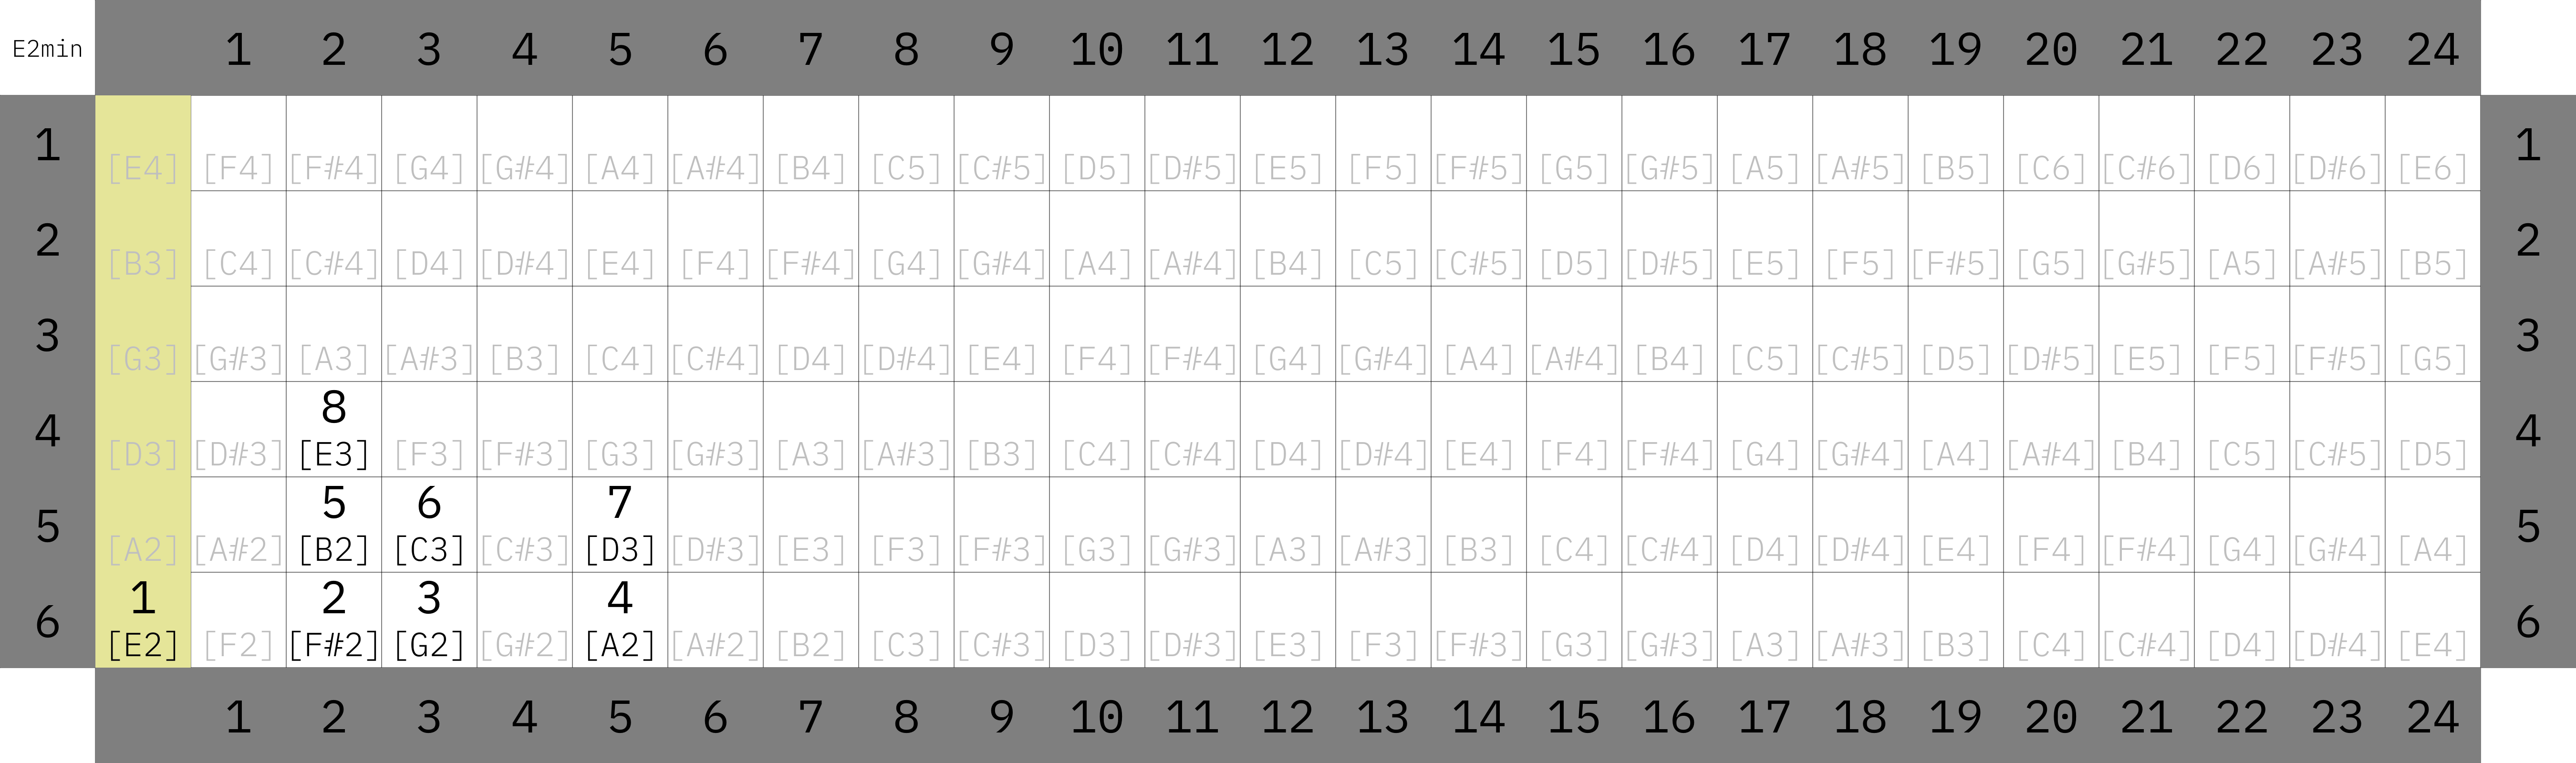 E2min 1 2 3 4 5 6 7 8 9 10 11 12 13 14 15 16 17 18 19 20 21 22 23 24
1 [E4] [F4] [F#4] [G4] [G#4] [A4] [A#4] [B4] [C5] [C#5] [D5] [D#5] [E5] [F5] [F#5] [G5] [G#5] [A5] [A#5] [B5] [C6] [C#6] [D6] [D#6] [E6] 1
2 [B3] [C4] [C#4] [D4] [D#4] [E4] [F4] [F#4] [G4] [G#4] [A4] [A#4] [B4] [C5] [C#5] [D5] [D#5] [E5] [F5] [F#5] [G5] [G#5] [A5] [A#5] [B5] 2
3 [G3] [G#3] [A3] [A#3] [B3] [C4] [C#4] [D4] [D#4] [E4] [F4] [F#4] [G4] [G#4] [A4] [A#4] [B4] [C5] [C#5] [D5] [D#5] [E5] [F5] [F#5] [G5] 3
8
4 [D3] [D#3] [E3] [F3] [F#3] [G3] [G#3] [A3] [A#3] [B3] [C4] [C#4] [D4] [D#4] [E4] [F4] [F#4] [G4] [G#4] [A4] [A#4] [B4] [C5] [C#5] [D5] 4
5 6 7
5 [A2] [A#2] [B2] [C3] [C#3] [D3] [D#3] [E3] [F3] [F#3] [G3] [G#3] [A3] [A#3] [B3] [C4] [C#4] [D4] [D#4] [E4] [F4] [F#4] [G4] [G#4] [A4] 5
1 2 3 4
6 [E2] [F2] [F#2] [G2] [G#2] [A2] [A#2] [B2] [C3] [C#3] [D3] [D#3] [E3] [F3] [F#3] [G3] [G#3] [A3] [A#3] [B3] [C4] [C#4] [D4] [D#4] [E4] 6
1 2 3 4 5 6 7 8 9 10 11 12 13 14 15 16 17 18 19 20 21 22 23 24